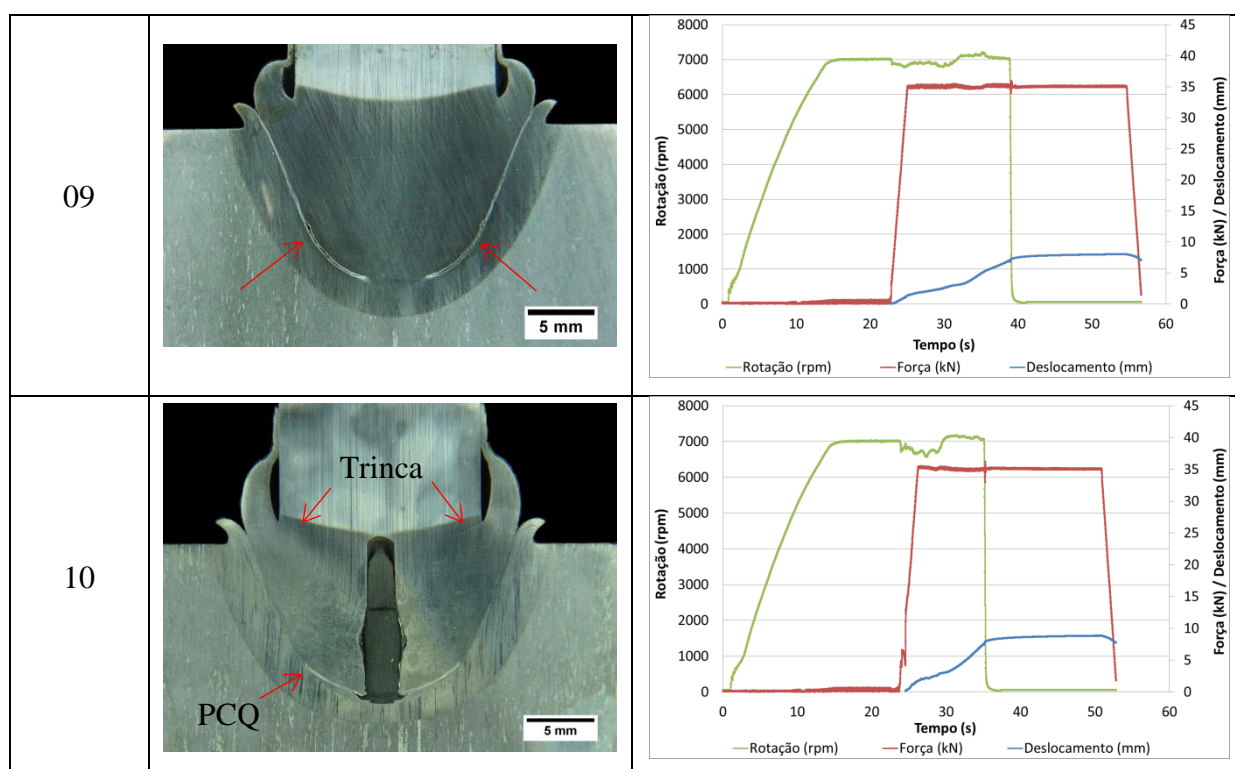 09
5 mm
8000
7000
6000
5000
4000
3000
2000
1000
0
Rotação (rpm)
45
40
35
30
25
20
15
10
5
0
Força (kN) / Deslocamento (mm)
0 10 20 30 40 50 60
Tempo (s)
Rotação (rpm) Força (kN) Deslocamento (mm)
10
Trinca
PCQ
5 mm
8000
7000
6000
5000
4000
3000
2000
1000
0
Rotação (rpm)
45
40
35
30
25
20
15
10
5
0
Força (kN) / Deslocamento (mm)
0 10 20 30 40 50 60
Tempo (s)
Rotação (rpm) Força (kN) Deslocamento (mm)